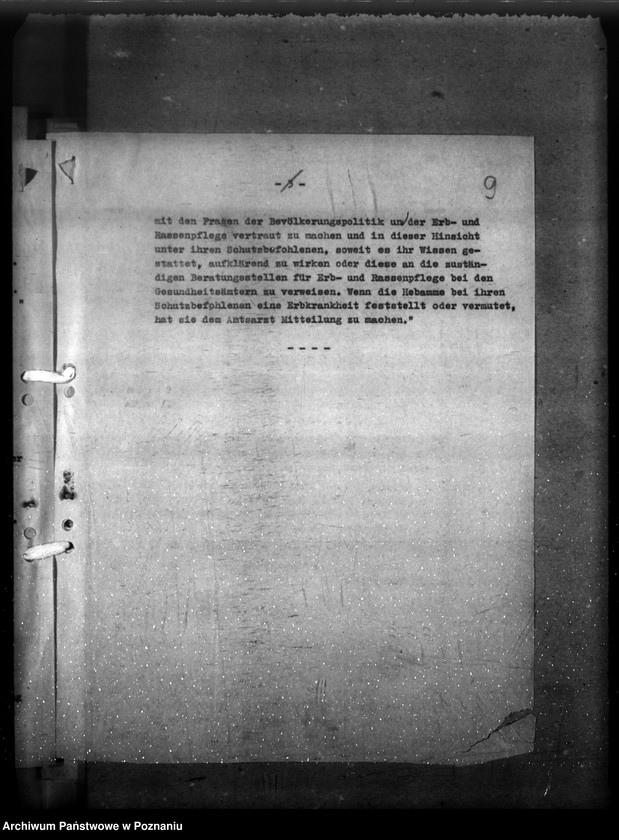 9
mit den Fragen der Bevölkerungspolitik un/der Erb- und
Rassenpflege vertraut zu machen und in dieser Hinsicht
unter ihren Schutzbefohlenen, soweit es ihr Wissen ge-
stattet, aufklärend zu wirken oder diese an die zustän-
digen Beratungsstellen für Erb- und Rassenpflege bei den
Gesundheitsämtern zu verweisen. Wenn die Hebamme bei ihren
Schutzbefphlenen eine Erbkrankheit feststellt oder vermutet,
hat sie dem Amtsarzt Mitteilung zu machen."
- - - -
Archiwum Państwowe w Poznaniu